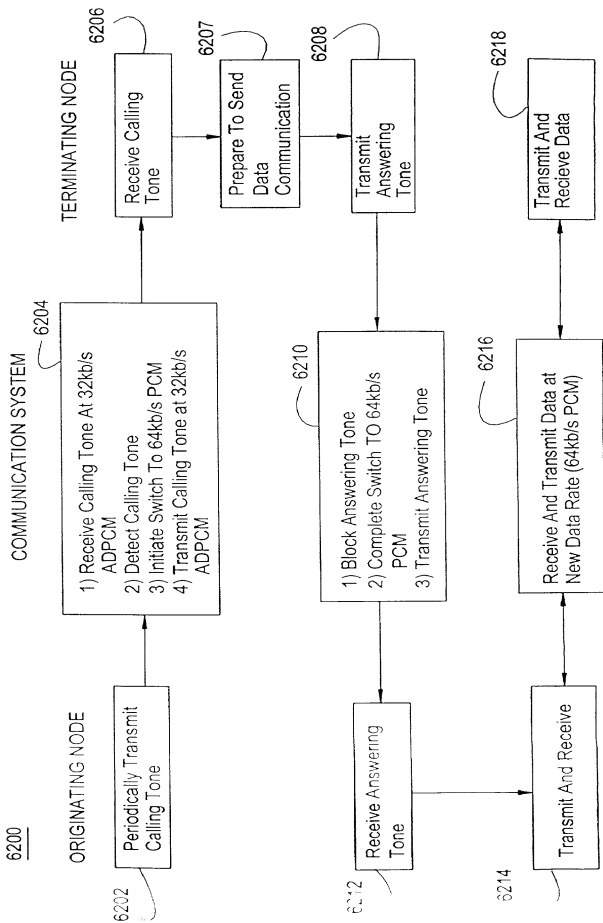 6200
ORIGINATING NODE
COMMUNICATION SYSTEM
TERMINATING NODE
6202
Periodically Transmit
Calling Tone
6204
1) Receive Calling Tone At 32kb/s
ADPCM
2) Detect Calling Tone
3) Initiate Switch To 64kb/s PCM
4) Transmit Calling Tone at 32kb/s
ADPCM
6206
Receive Calling
Tone
6207
Prepare To Send
Data
Communication
6208
Transmit
Answering
Tone
6210
1) Block Answering Tone
2) Complete Switch TO 64kb/s
PCM
3) Transmit Answering Tone
6212
Receive Answering
Tone
6214
Transmit And Receive
6216
Receive And Transmit Data at
New Data Rate (64kb/s PCM)
6218
Transmit And
Recieve Data